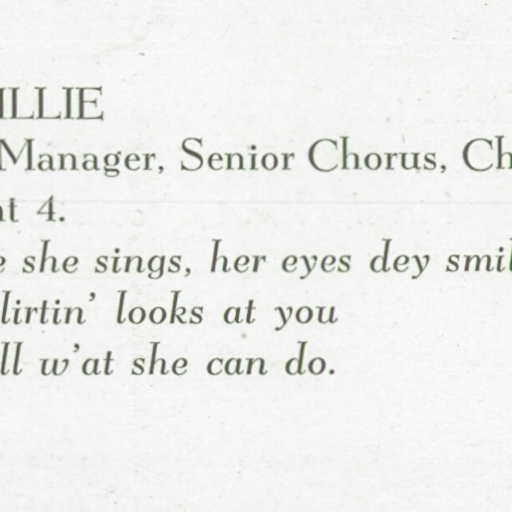 ILLIE
Manager, Senior Chorus, Ch
nt 4.
e she sings, her eyes dey smil
lirtin' looks at you
ll w'at she can do.